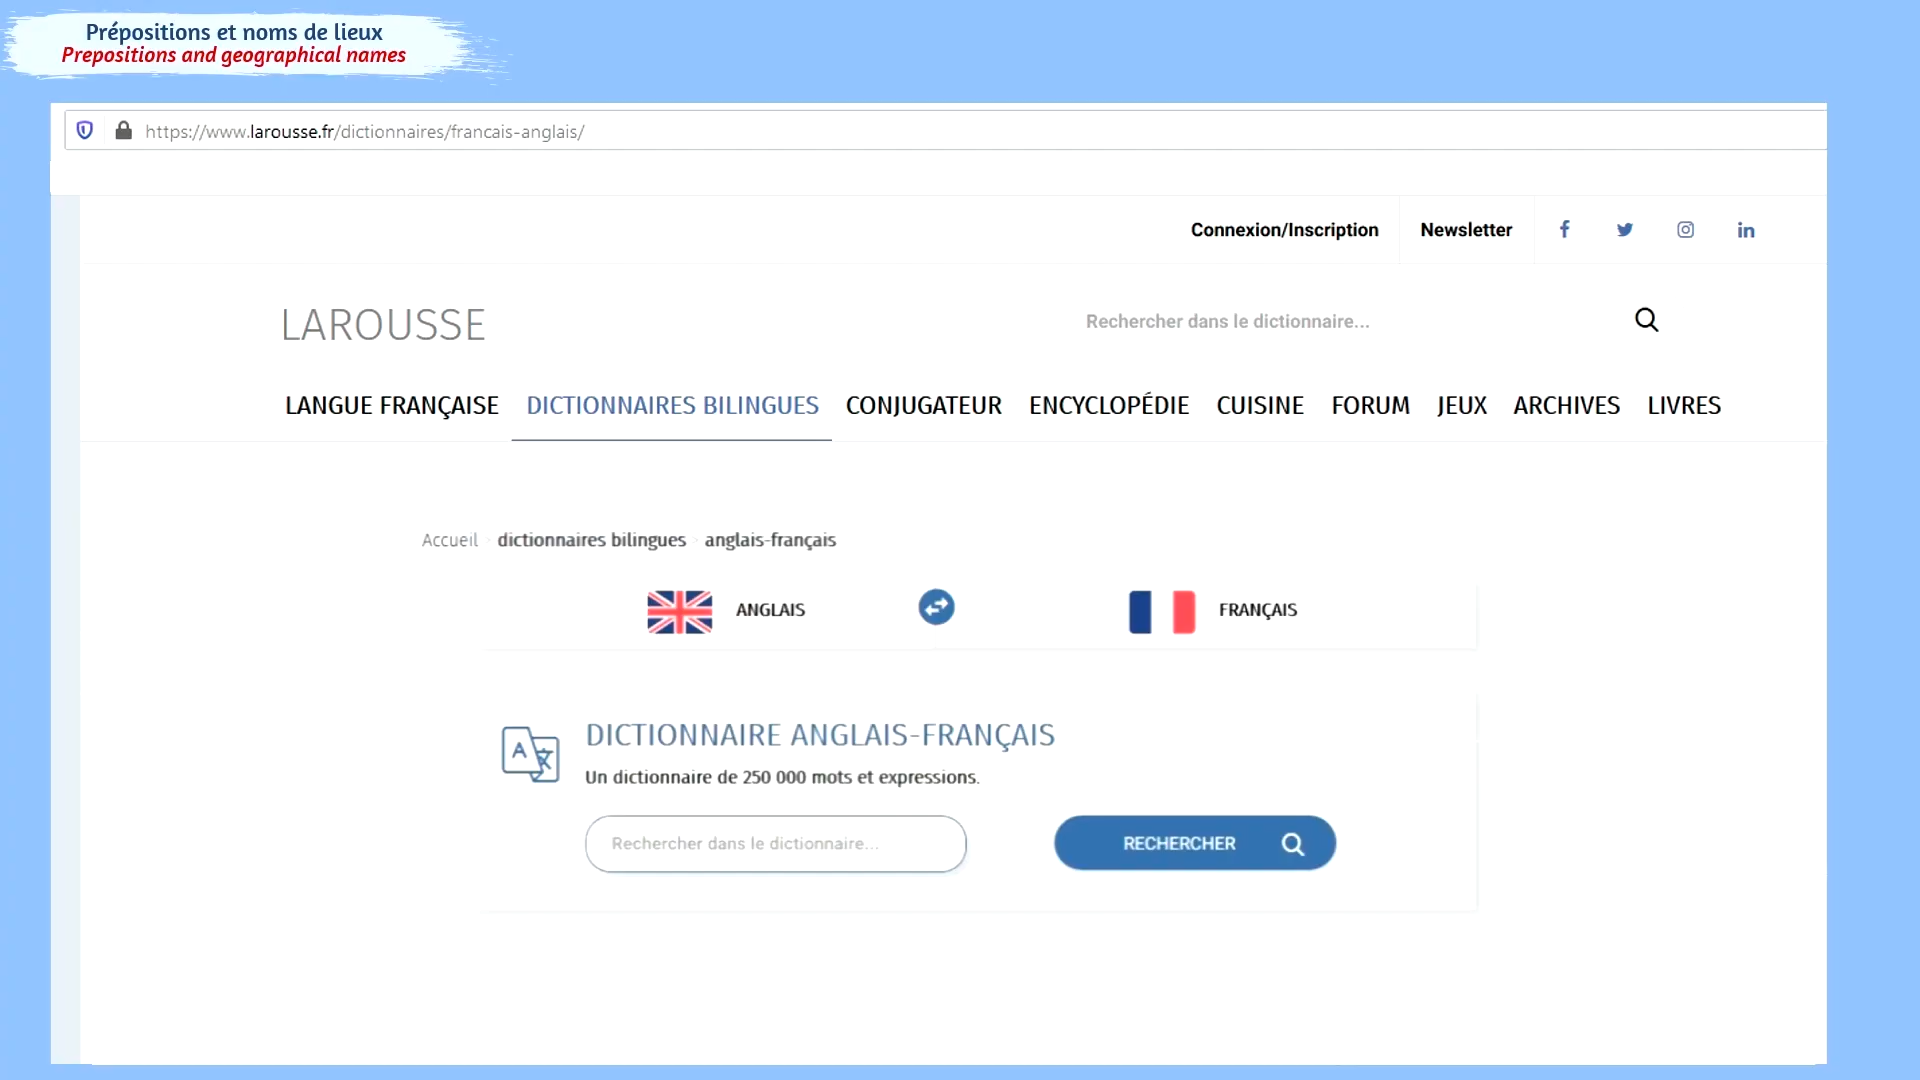 Prépositions et noms de lieux
Prepositions and geographical names
https://www.larousse.fr/dictionnaires/francais-anglais/
Connexion/Inscription Newsletter
LAROUSSE
Rechercher dans le dictionnaire...
LANGUE FRANÇAISE DICTIONNAIRES BILINGUES CONJUGATEUR ENCYCLOPÉDIE CUISINE FORUM JEUX ARCHIVES LIVRES
Accueil dictionnaires bilingues anglais-français
ANGLAIS FRANÇAIS
DICTIONNAIRE ANGLAIS-FRANÇAIS
Un dictionnaire de 250 000 mots et expressions.
Rechercher dans le dictionnaire... RECHERCHER